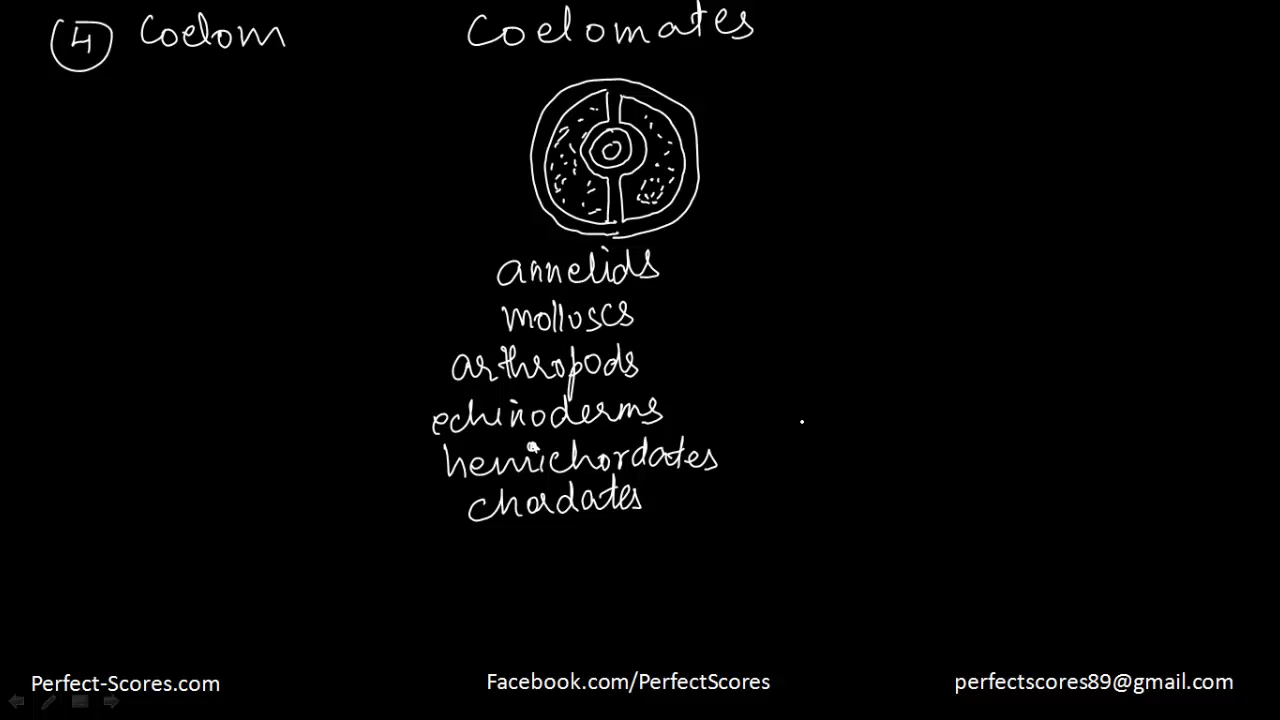 4 Coelom Coelomates
annelids
molluscs
arthropods
echinoderms
hemichordates
chordates
Perfect-Scores.com Facebook.com/PerfectScores perfectscores89@gmail.com